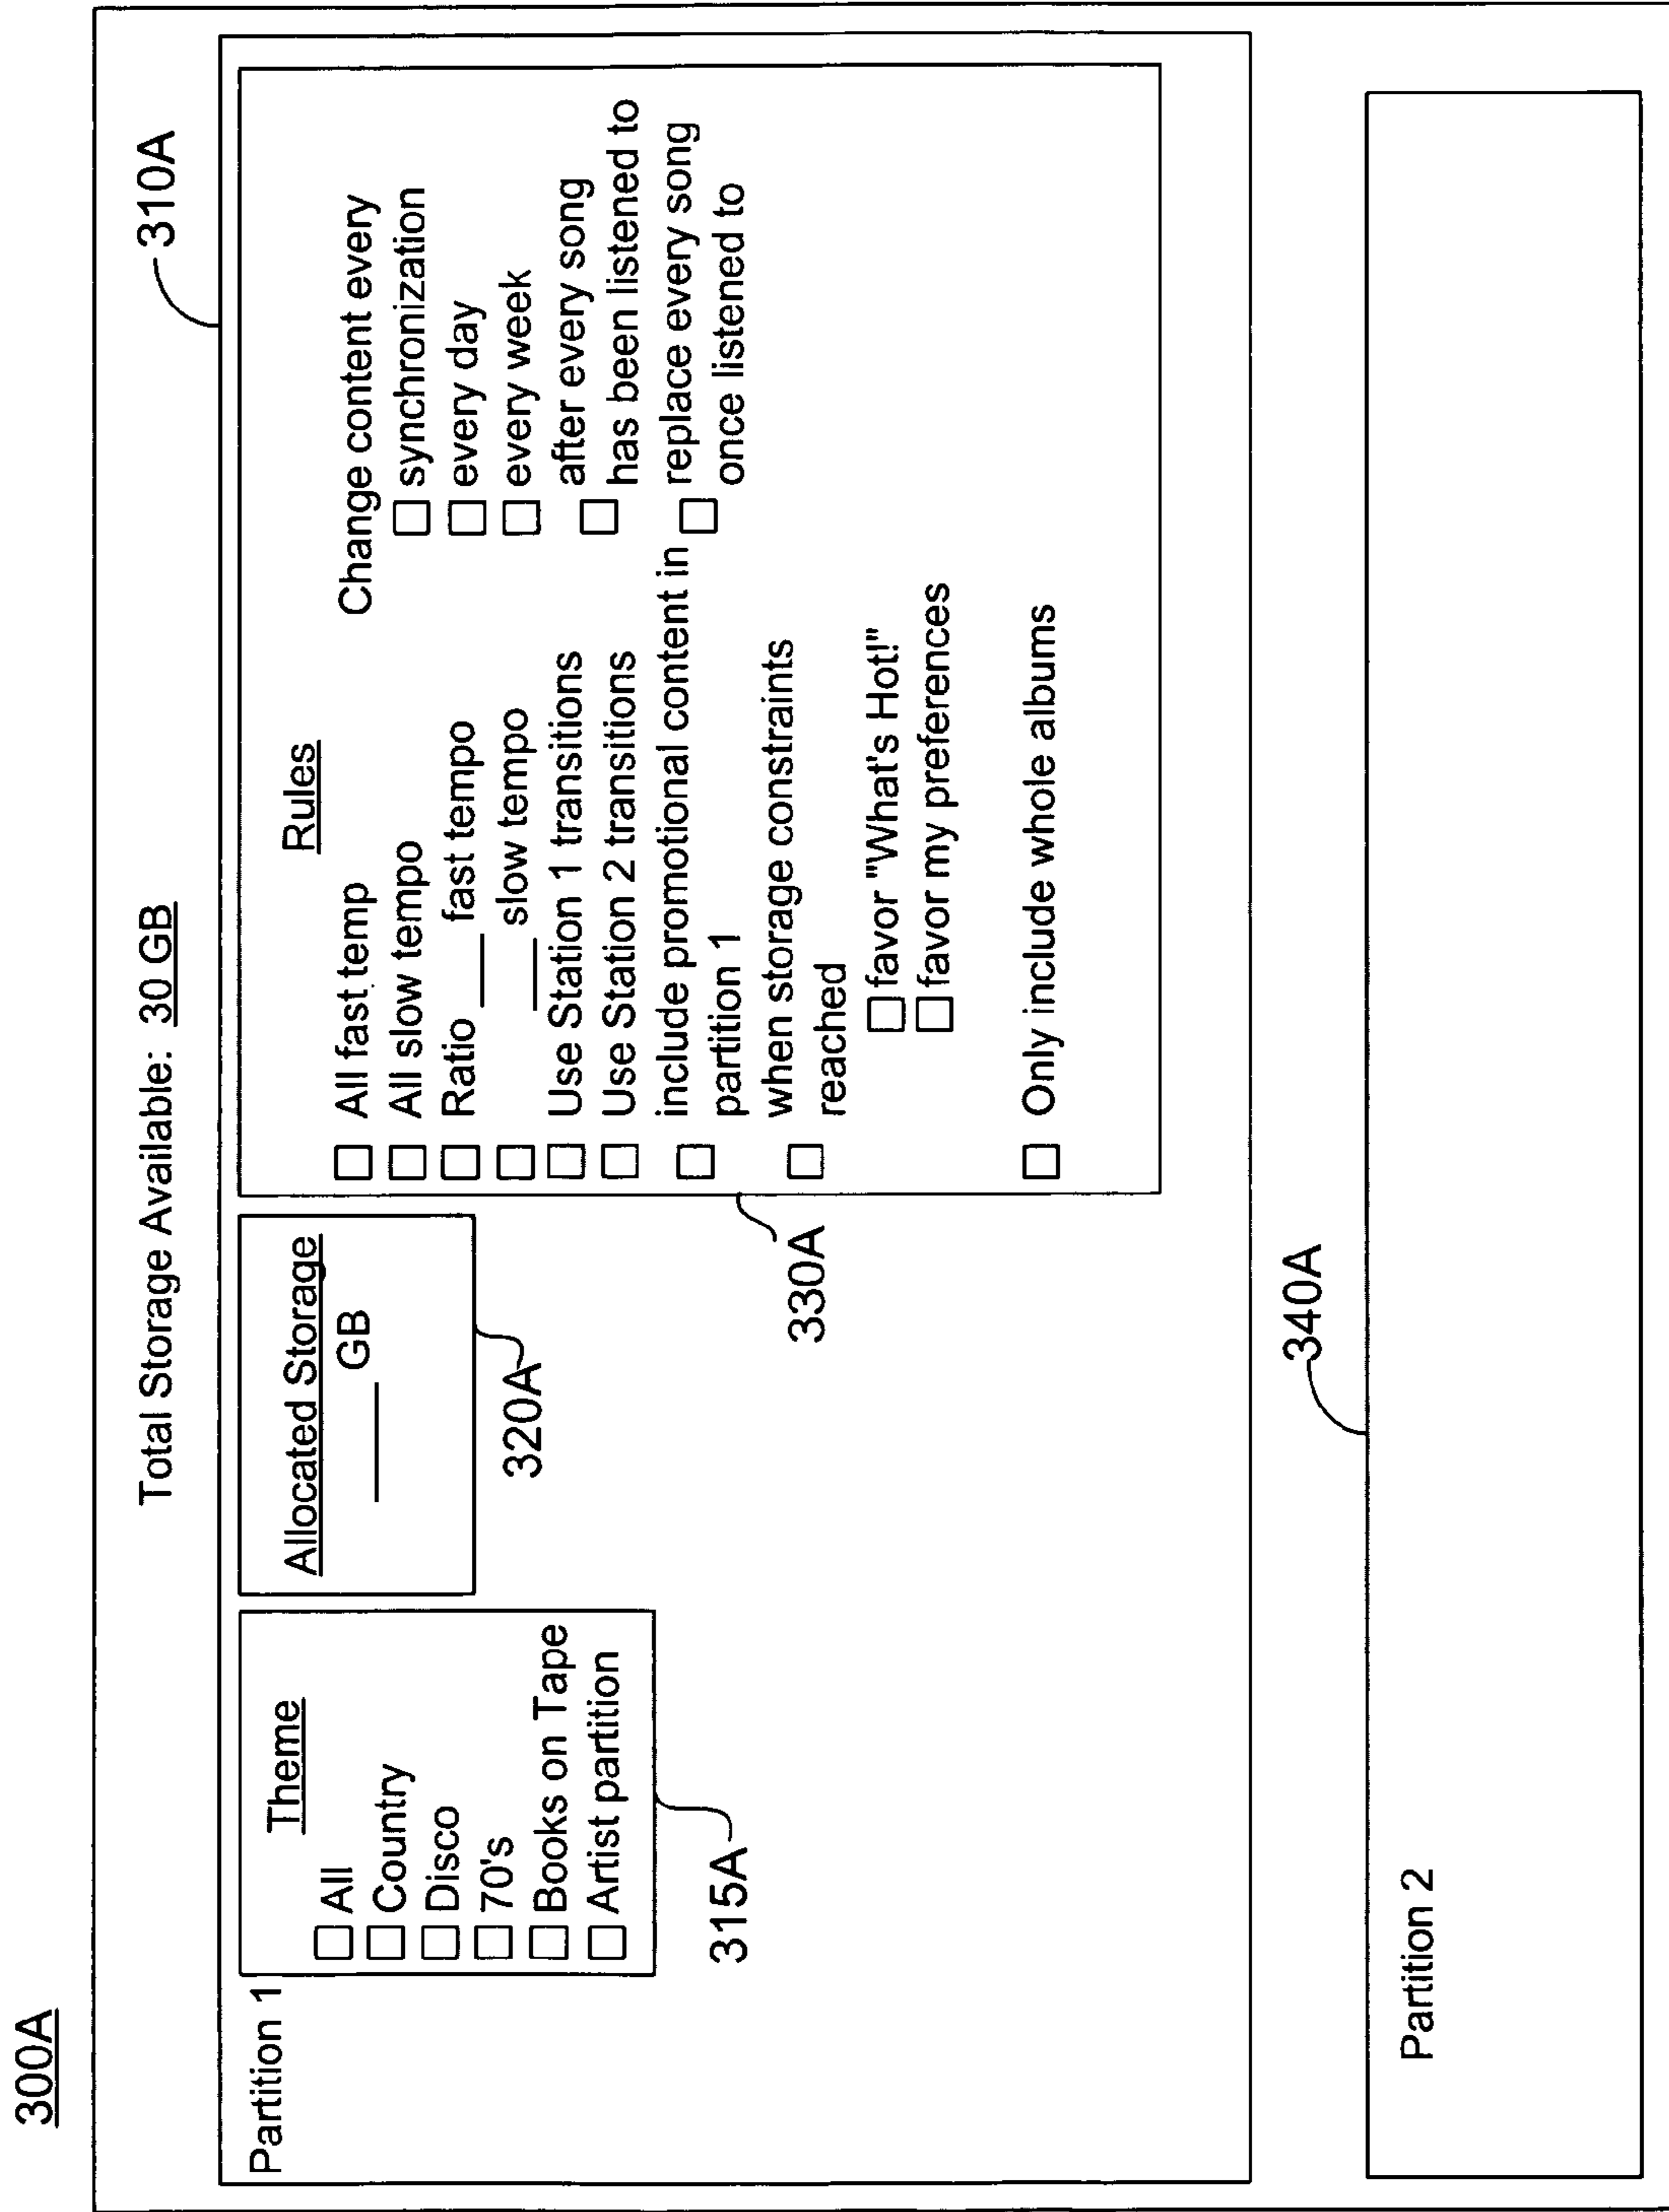 300A
Total Storage Available: 30 GB
310A
Partition 1
Theme
All
Country
Disco
70's
Books on Tape
Artist partition
315A
Allocated Storage
GB
320A
Rules
All fast temp
All slow tempo
Ratio ___ fast tempo
___ slow tempo
Use Station 1 transitions
Use Station 2 transitions
include promotional content in
partition 1
when storage constraints
reached
favor "What's Hot!"
favor my preferences
Only include whole albums
Change content every
synchronization
every day
every week
after every song
has been listened to
replace every song
once listened to
330A
340A
Partition 2